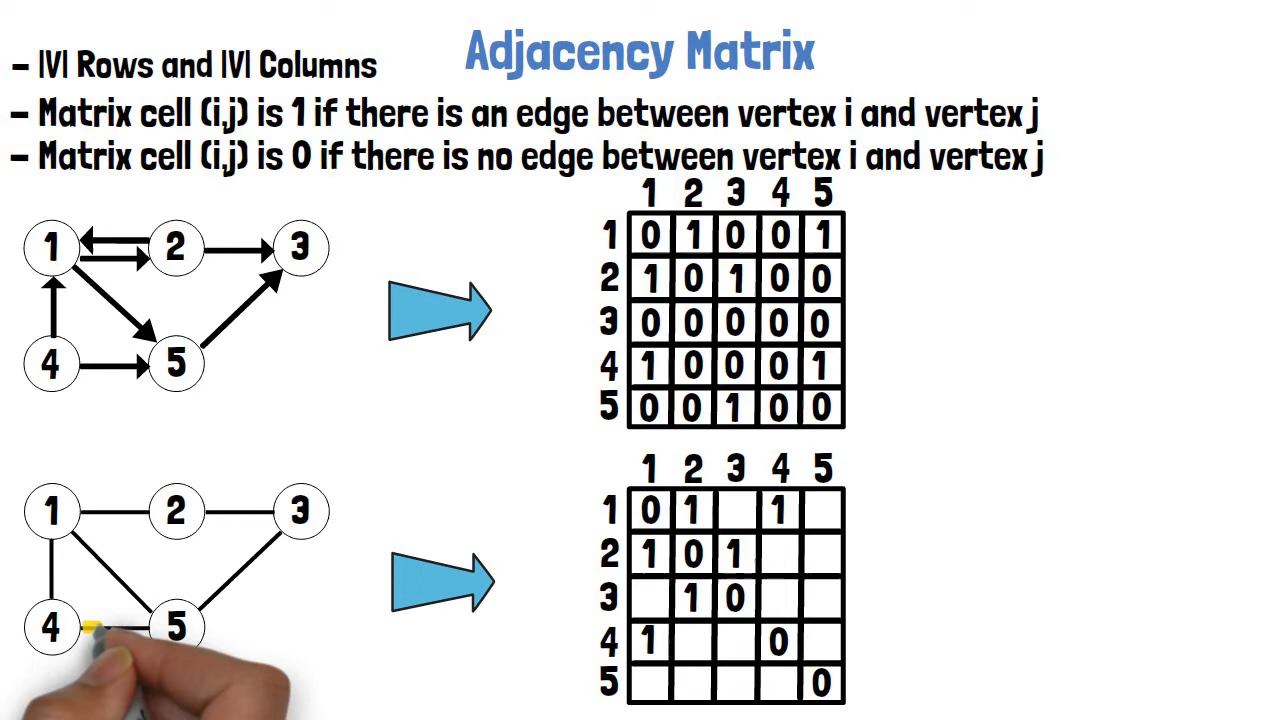 Adjacency Matrix
– |V| Rows and |V| Columns
– Matrix cell (i,j) is 1 if there is an edge between vertex i and vertex j
– Matrix cell (i,j) is 0 if there is no edge between vertex i and vertex j
1 2 3
4 5
1 2 3 4 5
1 0 1 0 0 1
2 1 0 1 0 0
3 0 0 0 0 0
4 1 0 0 0 1
5 0 0 1 0 0
1 2 3
4 5
1 2 3 4 5
1 0 1 1
2 1 0 1
3 1 0
4 1 0
5 0